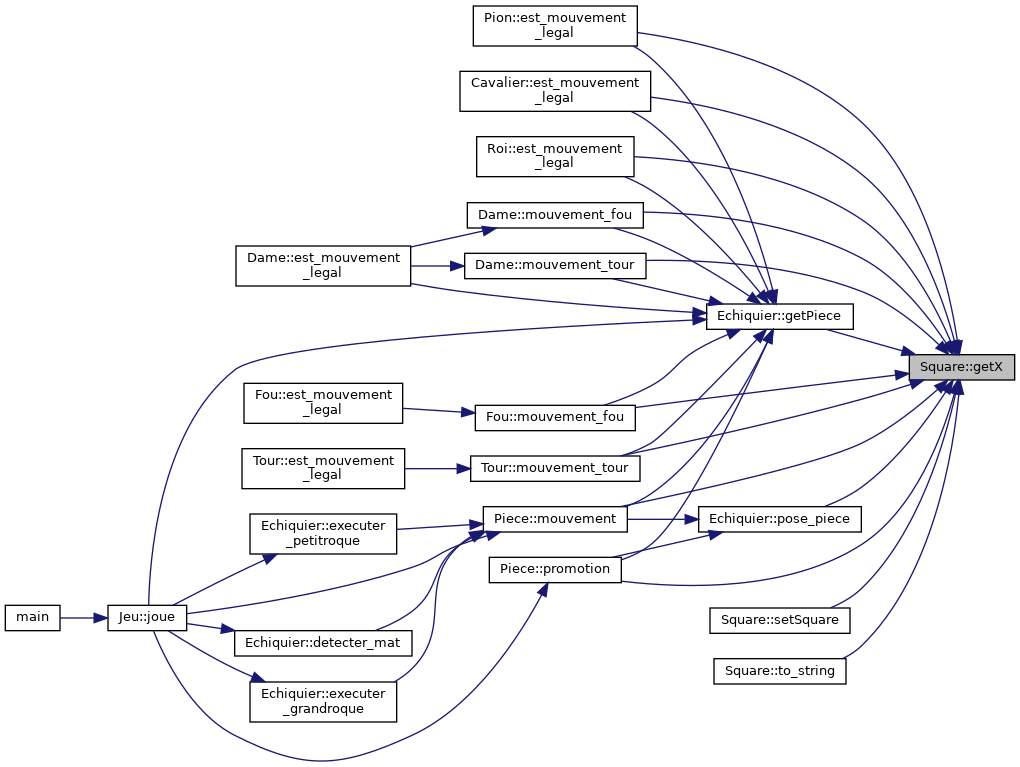 Pion::est_mouvement
_legal
Cavalier::est_mouvement
_legal
Roi::est_mouvement
_legal
Dame::mouvement_fou
Dame::est_mouvement
_legal
Dame::mouvement_tour
Echiquier::getPiece
Square::getX
Fou::est_mouvement
_legal
Fou::mouvement_fou
Tour::est_mouvement
_legal
Tour::mouvement_tour
Echiquier::executer
_petitroque
Piece::mouvement
Echiquier::pose_piece
Piece::promotion
main
Jeu::joue
Echiquier::detecter_mat
Square::setSquare
Square::to_string
Echiquier::executer
_grandroque